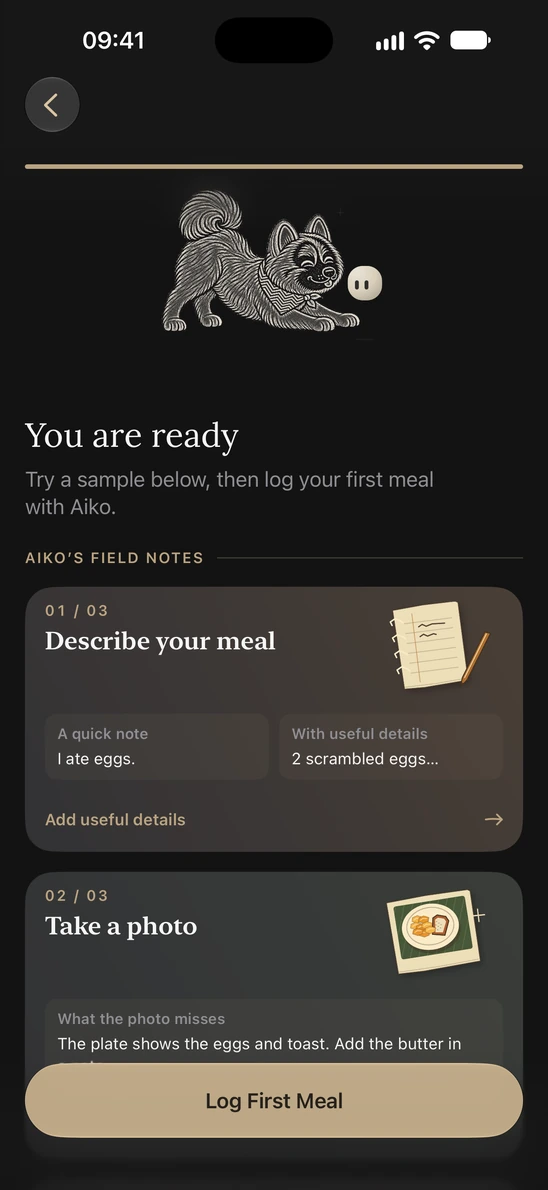 09:41
You are ready
Try a sample below, then log your first meal
with Aiko.
AIKO’S FIELD NOTES
01 / 03
Describe your meal
A quick note
I ate eggs.
With useful details
2 scrambled eggs...
Add useful details
02 / 03
Take a photo
What the photo misses
The plate shows the eggs and toast. Add the butter in
Log First Meal